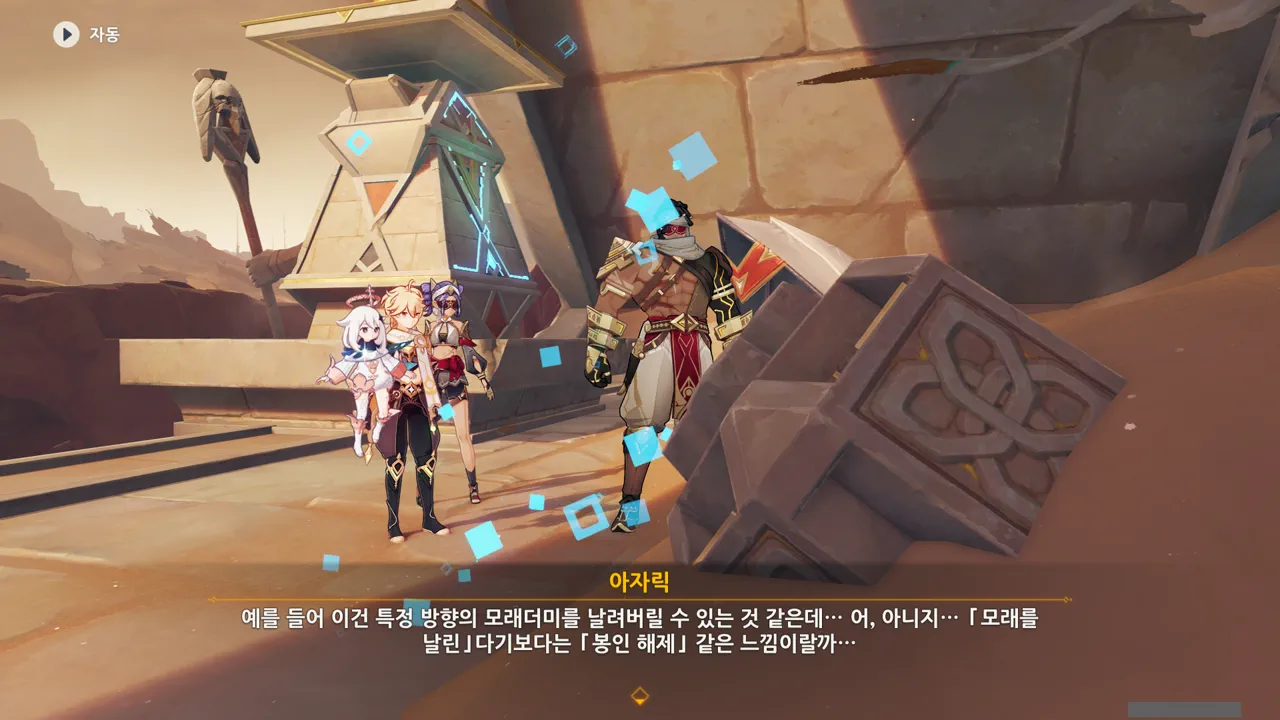 자동
아자릭
예를 들어 이건 특정 방향의 모래더미를 날려버릴 수 있는 것 같은데… 어, 아니지… 「모래를
날린」다기보다는 「봉인 해제」 같은 느낌이랄까…